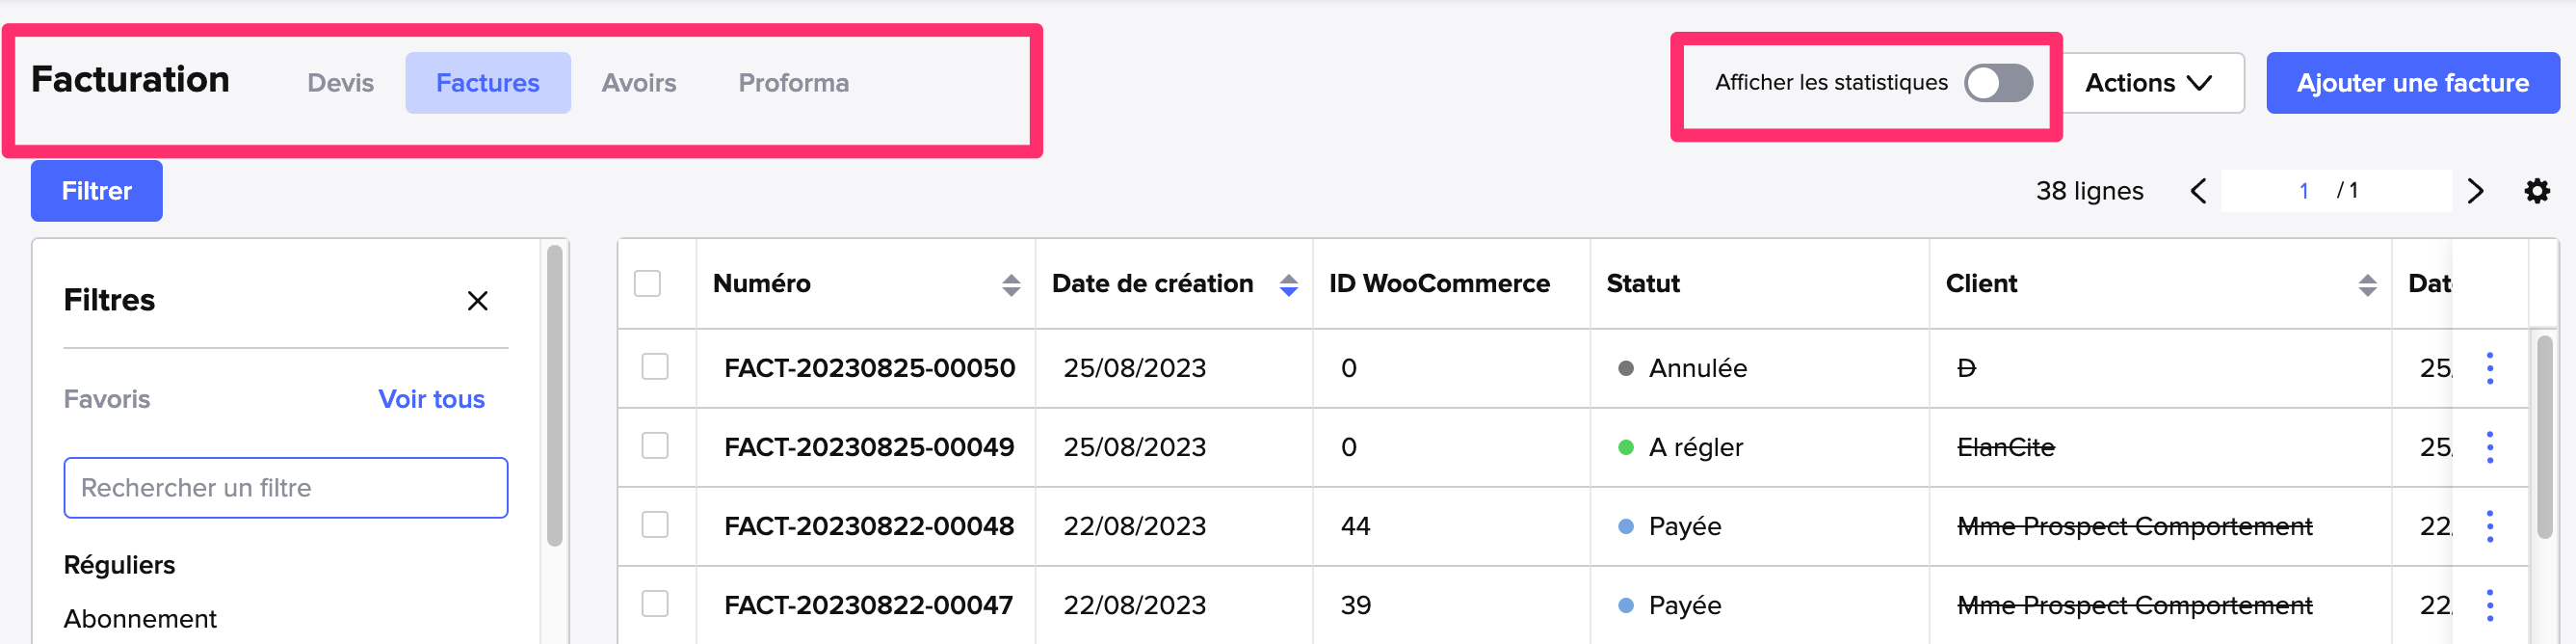 Facturation Devis Factures Avoirs Proforma Afficher les statistiques Actions Ajouter une facture
Filtrer 38 lignes 1 / 1
Filtres
Favoris Voir tous
Rechercher un filtre
Réguliers
Abonnement
Numéro Date de création ID WooCommerce Statut Client Dat
FACT-20230825-00050 25/08/2023 0 Annulée D 25
FACT-20230825-00049 25/08/2023 0 A régler ElanCite 25
FACT-20230822-00048 22/08/2023 44 Payée Mme Prospect Comportement 22
FACT-20230822-00047 22/08/2023 39 Payée Mme Prospect Comportement 22